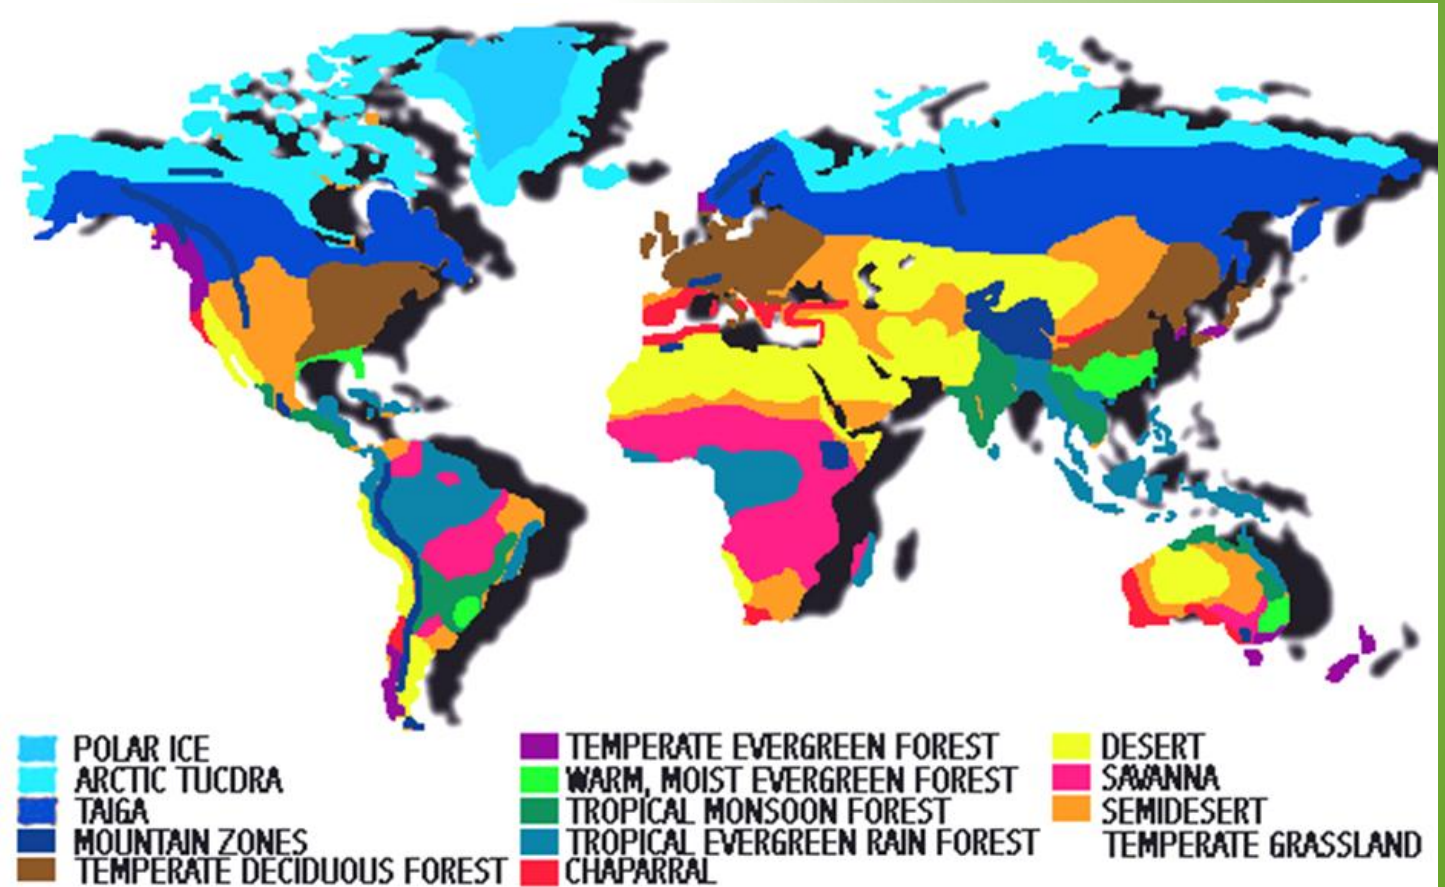 POLAR ICE
ARCTIC TUCDRA
TAIGA
MOUNTAIN ZONES
TEMPERATE DECIDUOUS FOREST
TEMPERATE EVERGREEN FOREST
WARM, MOIST EVERGREEN FOREST
TROPICAL MONSOON FOREST
TROPICAL EVERGREEN RAIN FOREST
CHAPARRAL
DESERT
SAVANNA
SEMIDESERT
TEMPERATE GRASSLAND